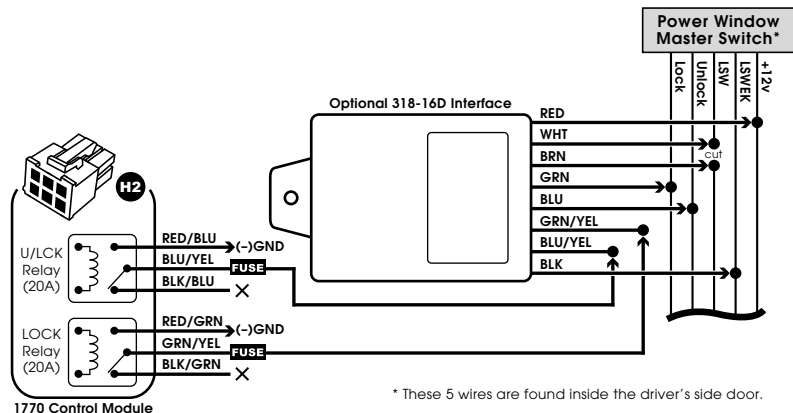 Power Window
Master Switch*
Lock
Unlock
LSW
LSWEK
+12v
Optional 318-16D Interface
RED
WHT
BRN
cut
GRN
BLU
GRN/YEL
BLU/YEL
BLK
H2
U/LCK
Relay
(20A)
RED/BLU
(-)GND
BLU/YEL
FUSE
BLK/BLU
LOCK
Relay
(20A)
RED/GRN
(-)GND
GRN/YEL
FUSE
BLK/GRN
1770 Control Module
* These 5 wires are found inside the driver's side door.